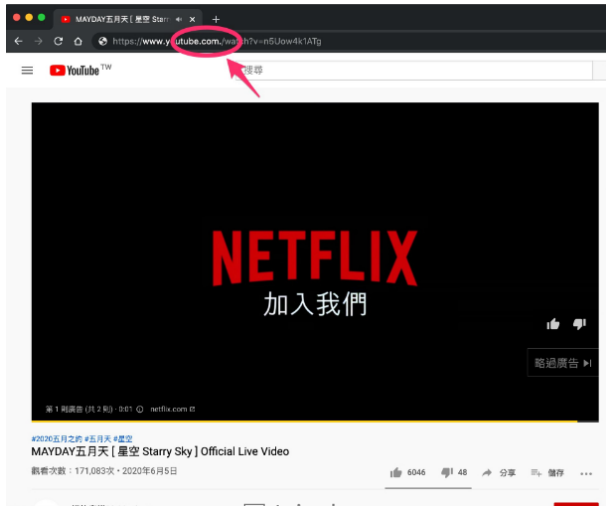 MAYDAY五月天 [ 星空 Starr
https://www.youtube.com./watch?v=n5Uow4k1ATg
YouTube TW
搜尋
NETFLIX
加入我們
略過廣告
第 1 則廣告 (共 2 則) · 0:01 netflix.com
#2020五月之約 #五月天 #星空
MAYDAY五月天 [ 星空 Starry Sky ] Official Live Video
觀看次數：171,083次 • 2020年6月5日
6046 48 分享 儲存 ...